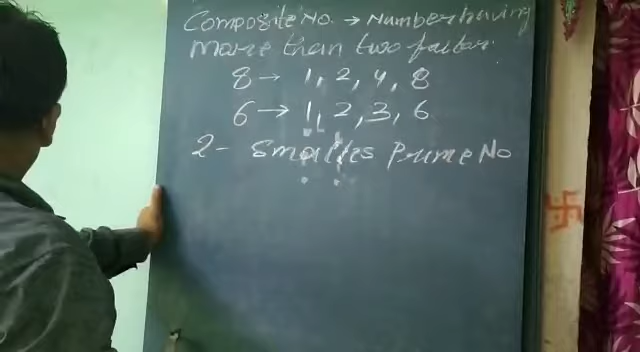 Composite No. → Number having
more than two factor.
8 → 1, 2, 4, 8
6 → 1, 2, 3, 6
2 - Smalles Prime No